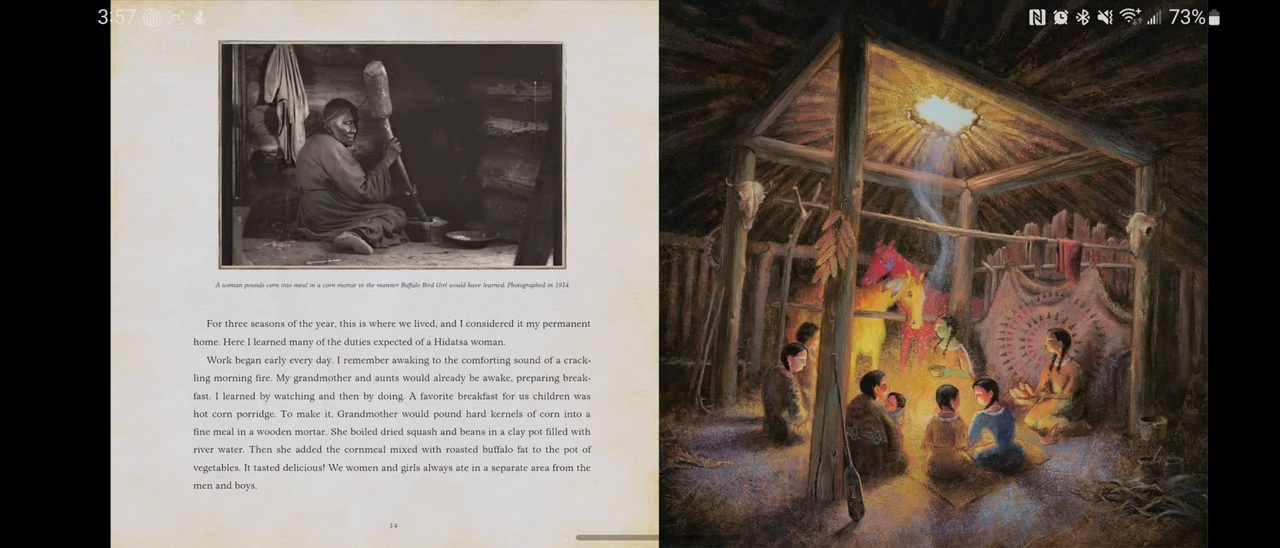 3:57
73%
A woman pounds corn into meal in a corn mortar in the manner Buffalo Bird Girl would have learned. Photographed in 1914.
For three seasons of the year, this is where we lived, and I considered it my permanent
home. Here I learned many of the duties expected of a Hidatsa woman.
Work began early every day. I remember awaking to the comforting sound of a crack-
ling morning fire. My grandmother and aunts would already be awake, preparing break-
fast. I learned by watching and then by doing. A favorite breakfast for us children was
hot corn porridge. To make it, Grandmother would pound hard kernels of corn into a
fine meal in a wooden mortar. She boiled dried squash and beans in a clay pot filled with
river water. Then she added the cornmeal mixed with roasted buffalo fat to the pot of
vegetables. It tasted delicious! We women and girls always ate in a separate area from the
men and boys.
14